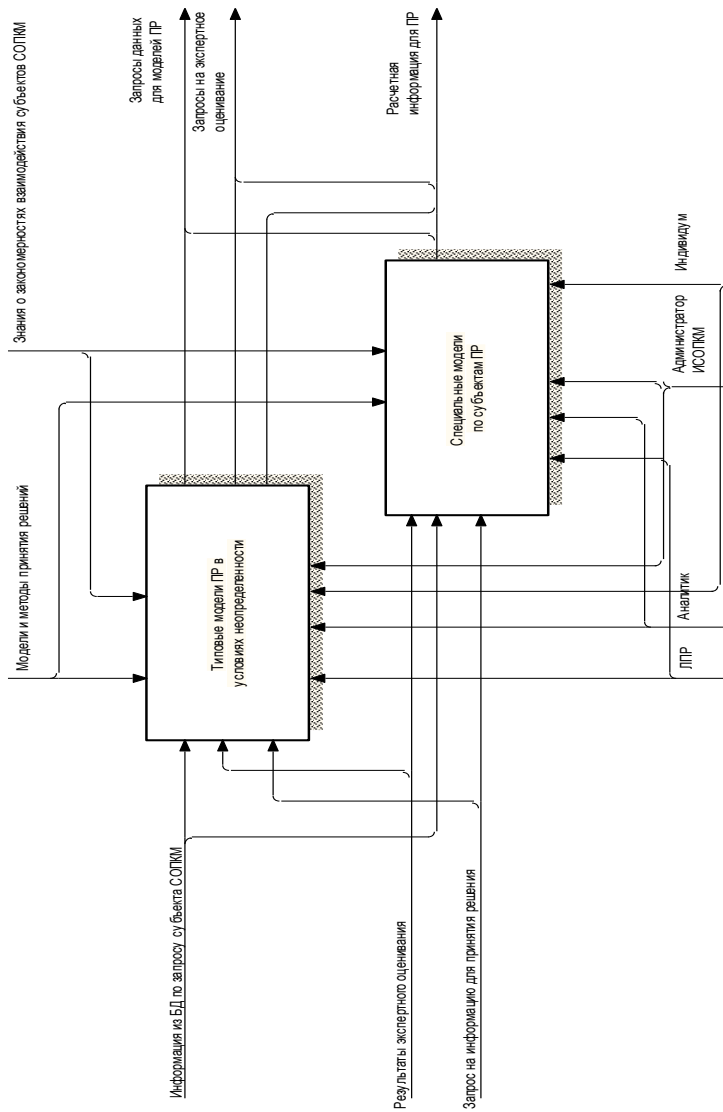 Модели и методы принятия решений
Знания о закономерностях взаимодействия субъектов СОПКМ
Запросы данных
для моделей ПР
Запросы на экспертное
оценивание
Расчетная
информация для ПР
Типовые модели ПР в
условиях неопределенности
Специальные модели
по субъектам ПР
Информация из БД по запросу субъекта СОПКМ
Результаты экспертного оценивания
Запрос на информацию для принятия решения
ЛПР
Аналитик
Администратор
ИСОПКМ
Индивидум